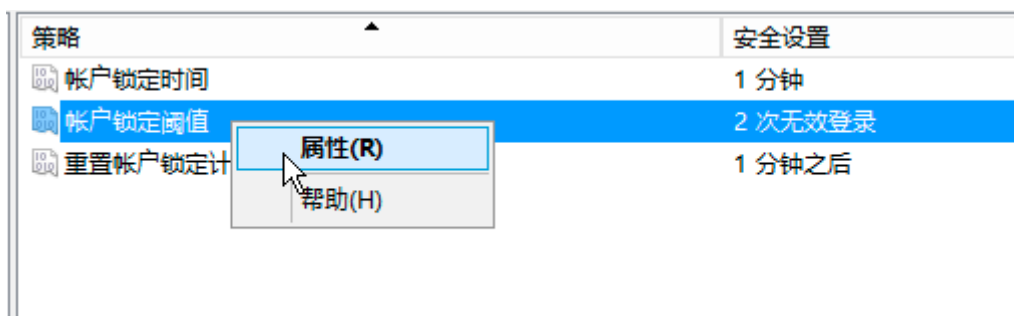 策略 安全设置
帐户锁定时间 1 分钟
帐户锁定阈值 2 次无效登录
属性(R)
重置帐户锁定计 1 分钟之后
帮助(H)